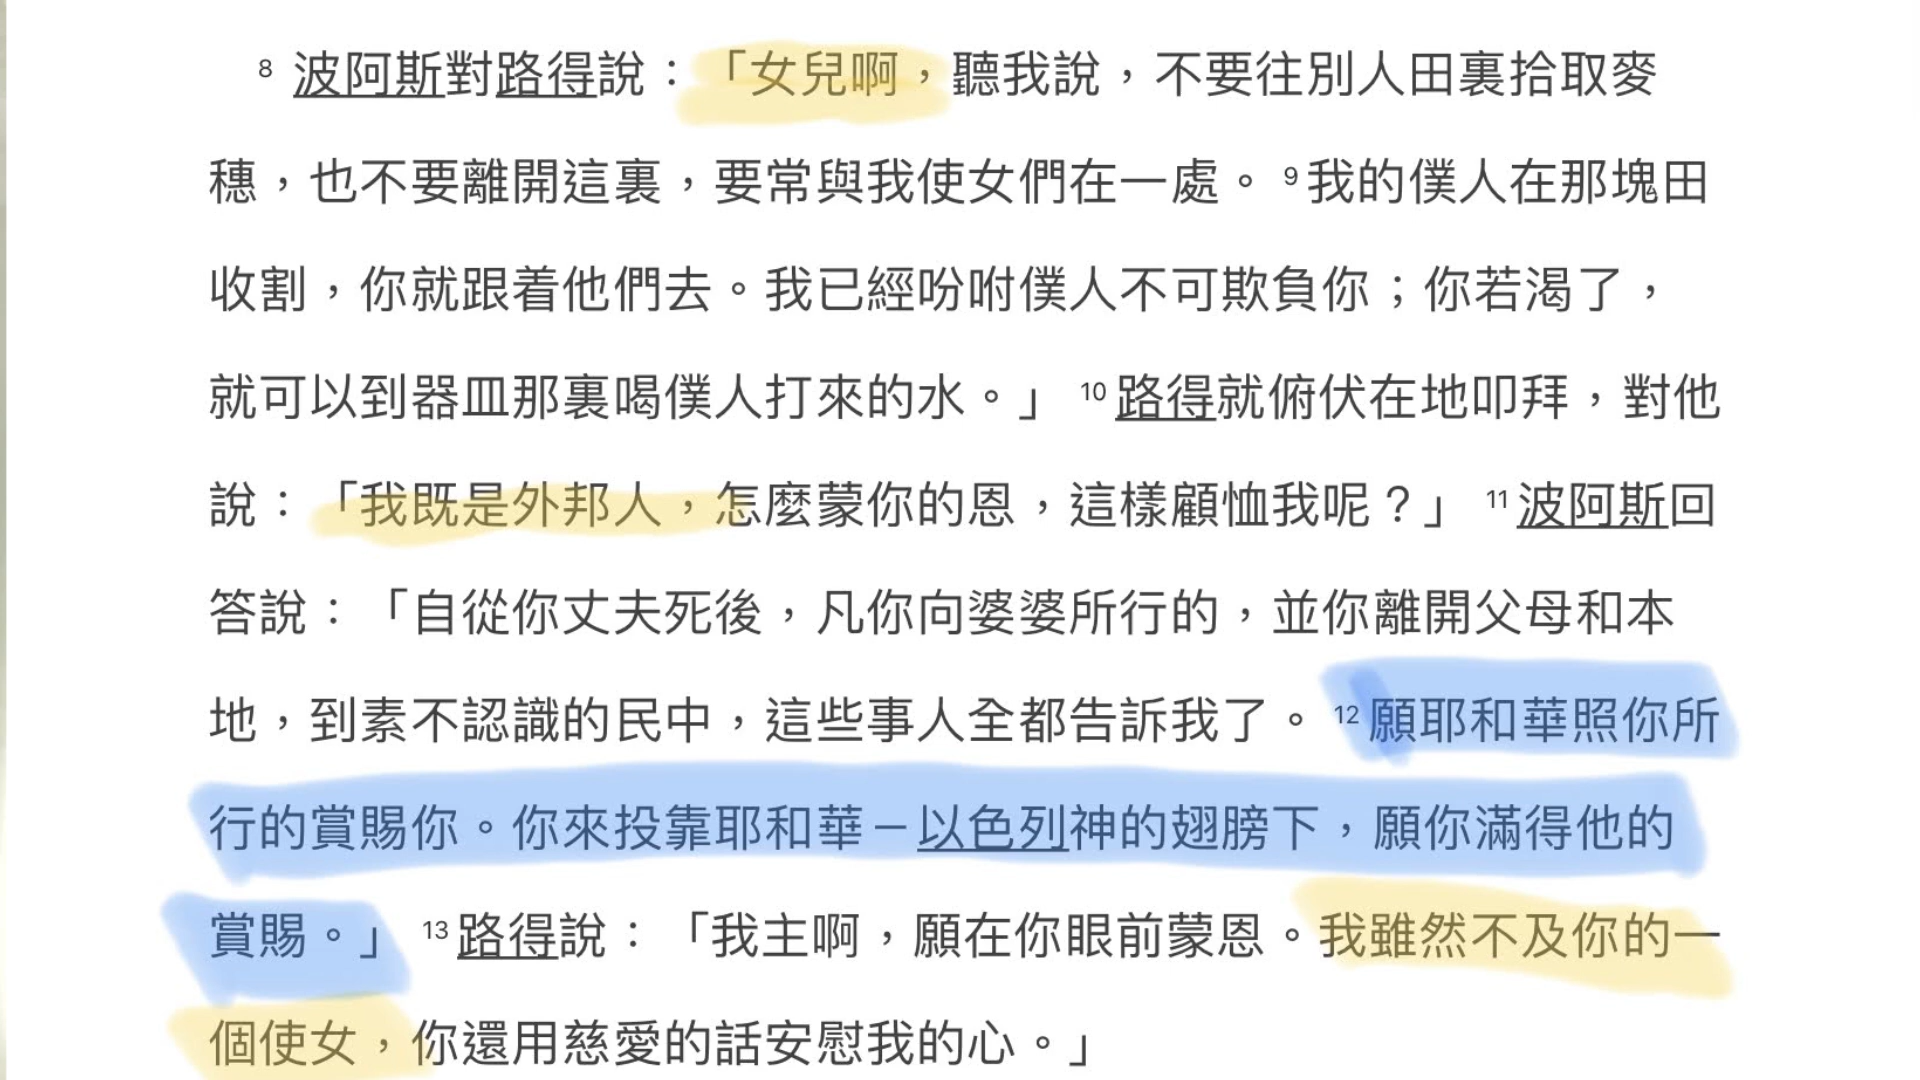 8 波阿斯對路得說：「女兒啊，聽我說，不要往別人田裏拾取麥
穗，也不要離開這裏，要常與我使女們在一處。9 我的僕人在那塊田
收割，你就跟着他們去。我已經吩咐僕人不可欺負你；你若渴了，
就可以到器皿那裏喝僕人打來的水。」 10 路得就俯伏在地叩拜，對他
說：「我既是外邦人，怎麼蒙你的恩，這樣顧恤我呢？」 11 波阿斯回
答說：「自從你丈夫死後，凡你向婆婆所行的，並你離開父母和本
地，到素不認識的民中，這些事人全都告訴我了。 12 願耶和華照你所
行的賞賜你。你來投靠耶和華－以色列神的翅膀下，願你滿得他的
賞賜。」 13 路得說：「我主啊，願在你眼前蒙恩。我雖然不及你的一
個使女，你還用慈愛的話安慰我的心。」